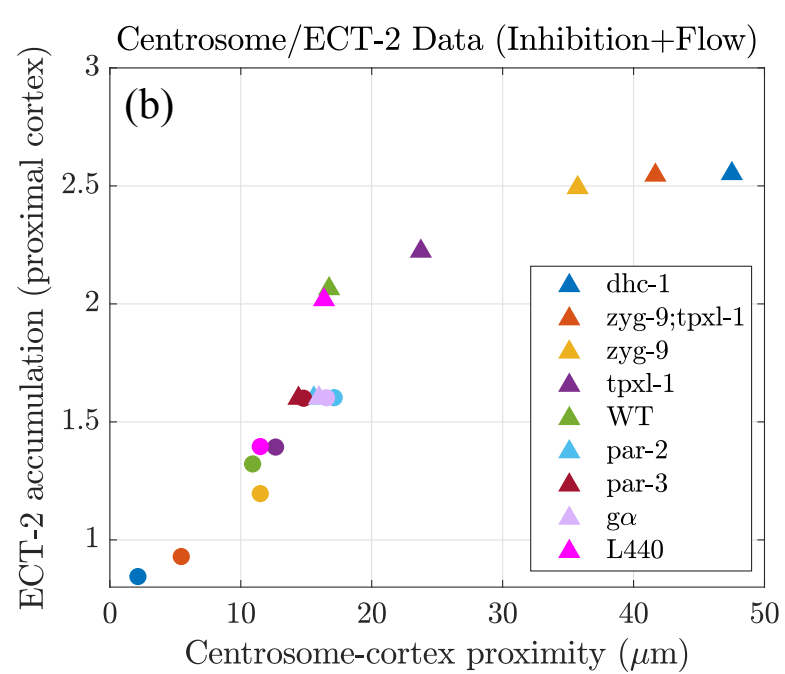 Centrosome/ECT-2 Data (Inhibition+Flow)
(b)
ECT-2 accumulation (proximal cortex)
3
2.5
2
1.5
1
0
10
20
30
40
50
Centrosome-cortex proximity (μm)
dhc-1
zyg-9;tpxl-1
zyg-9
tpxl-1
WT
par-2
par-3
gα
L440